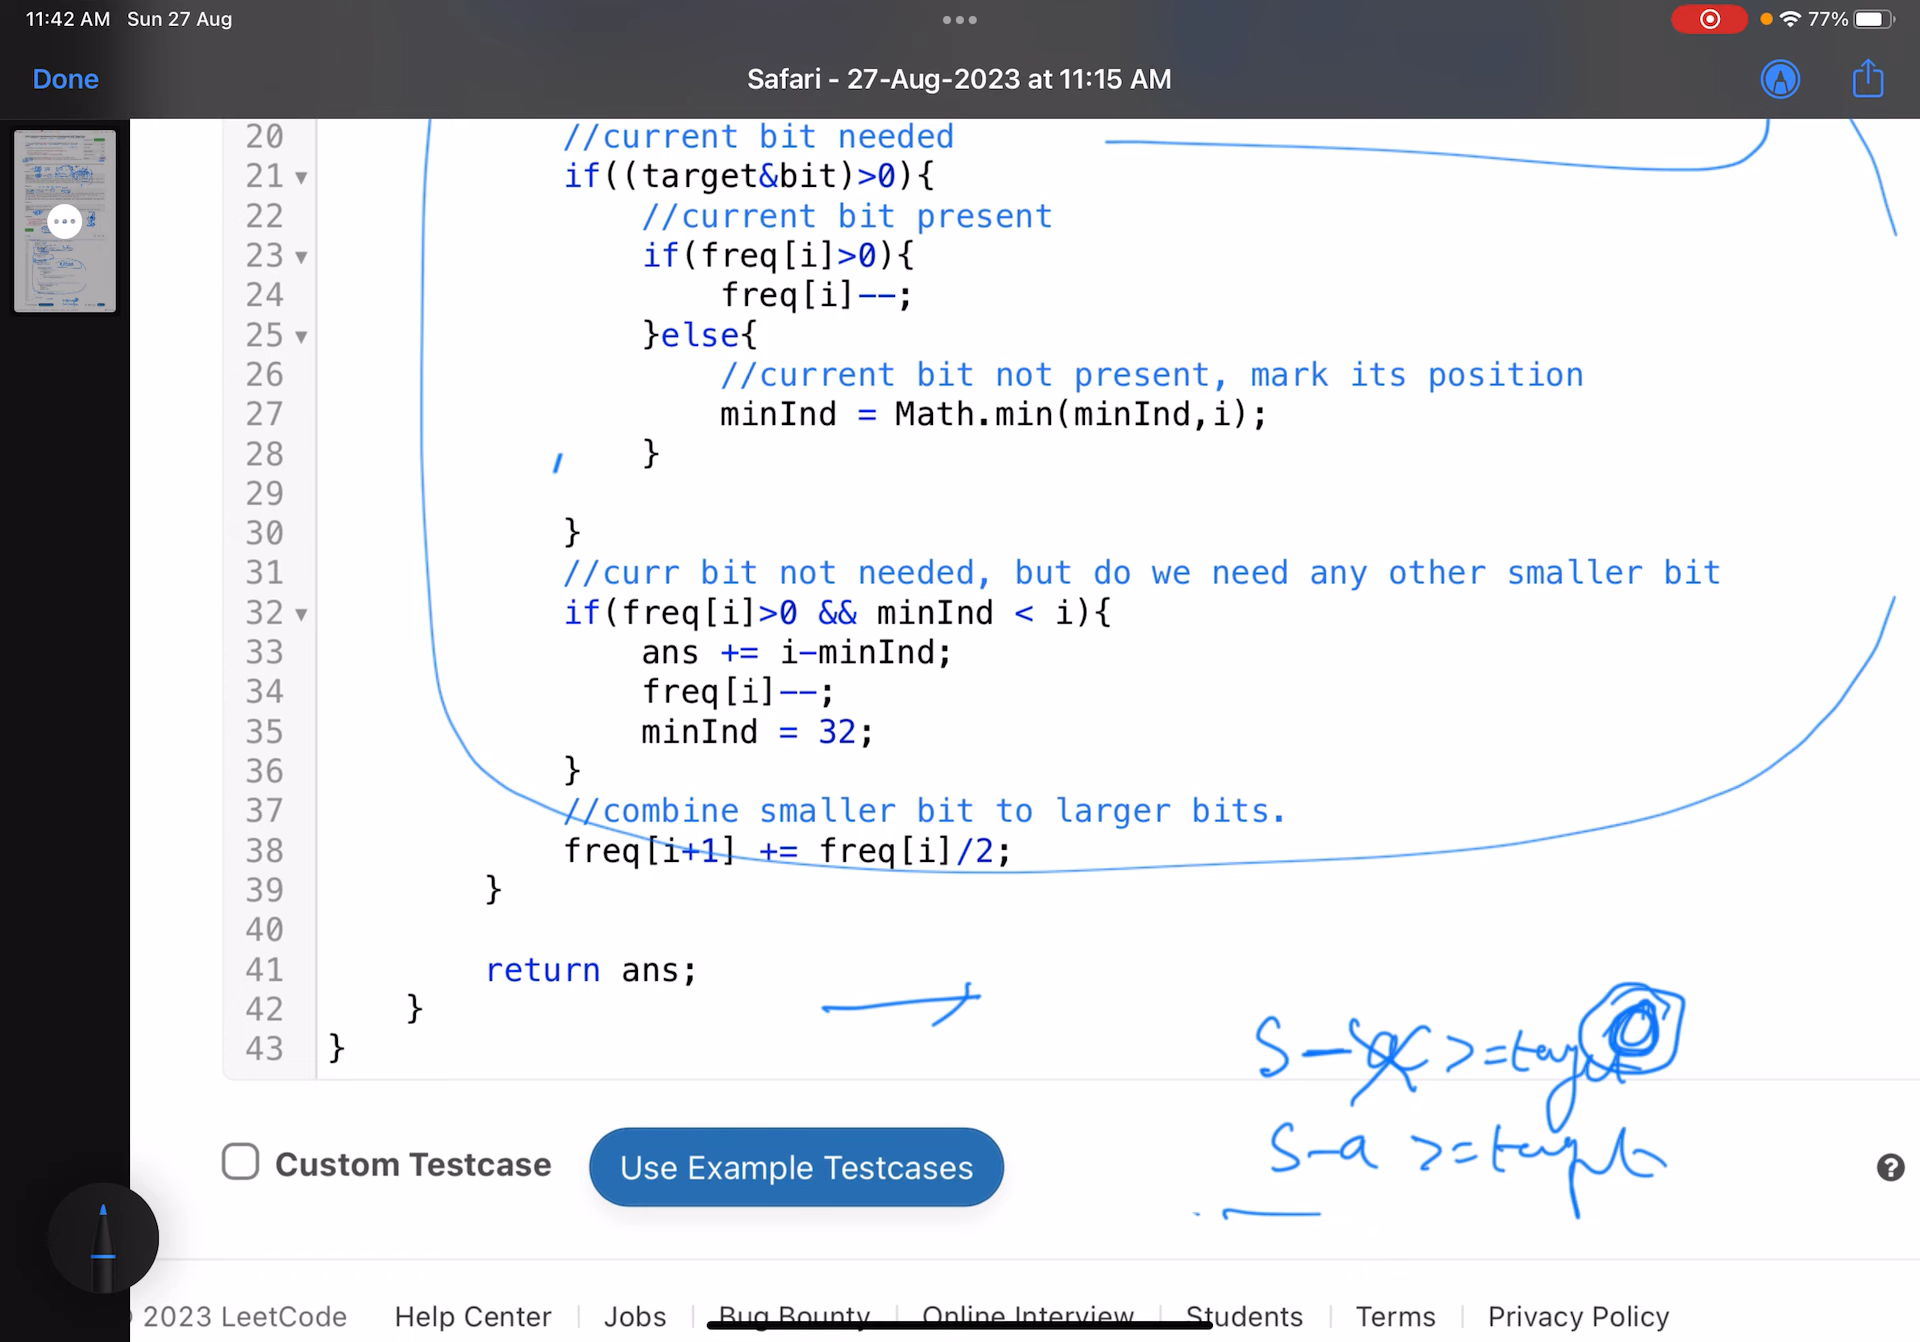 11:42 AM Sun 27 Aug
77%
Done
Safari - 27-Aug-2023 at 11:15 AM
20 //current bit needed
21 if((target&bit)>0){
22 //current bit present
23 if(freq[i]>0){
24 freq[i]--;
25 }else{
26 //current bit not present, mark its position
27 minInd = Math.min(minInd,i);
28 }
29
30 }
31 //curr bit not needed, but do we need any other smaller bit
32 if(freq[i]>0 && minInd < i){
33 ans += i-minInd;
34 freq[i]--;
35 minInd = 32;
36 }
37 //combine smaller bit to larger bits.
38 freq[i+1] += freq[i]/2;
39 }
40
41 return ans;
42 }
43 }
S-a >=target
Custom Testcase
Use Example Testcases
?
2023 LeetCode
Help Center
Jobs
Bug Bounty
Online Interview
Students
Terms
Privacy Policy